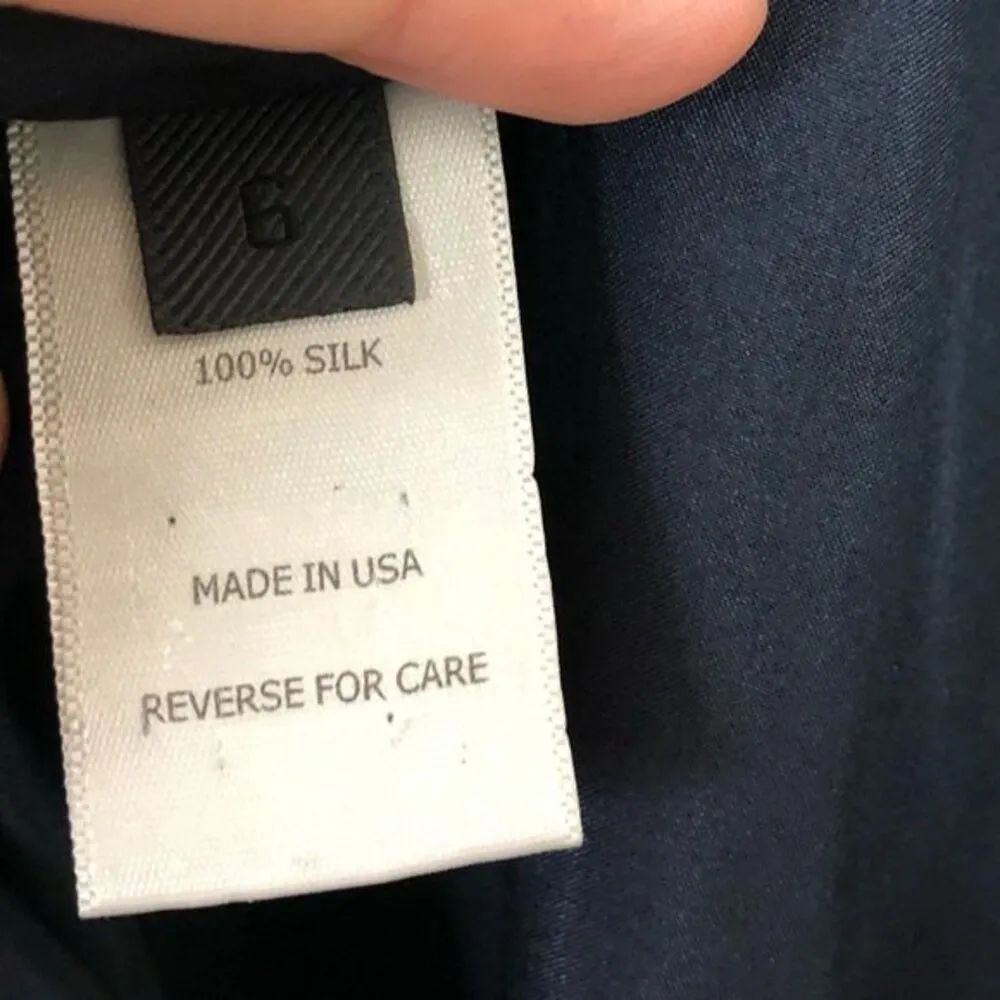 6
100% SILK
MADE IN USA
REVERSE FOR CARE